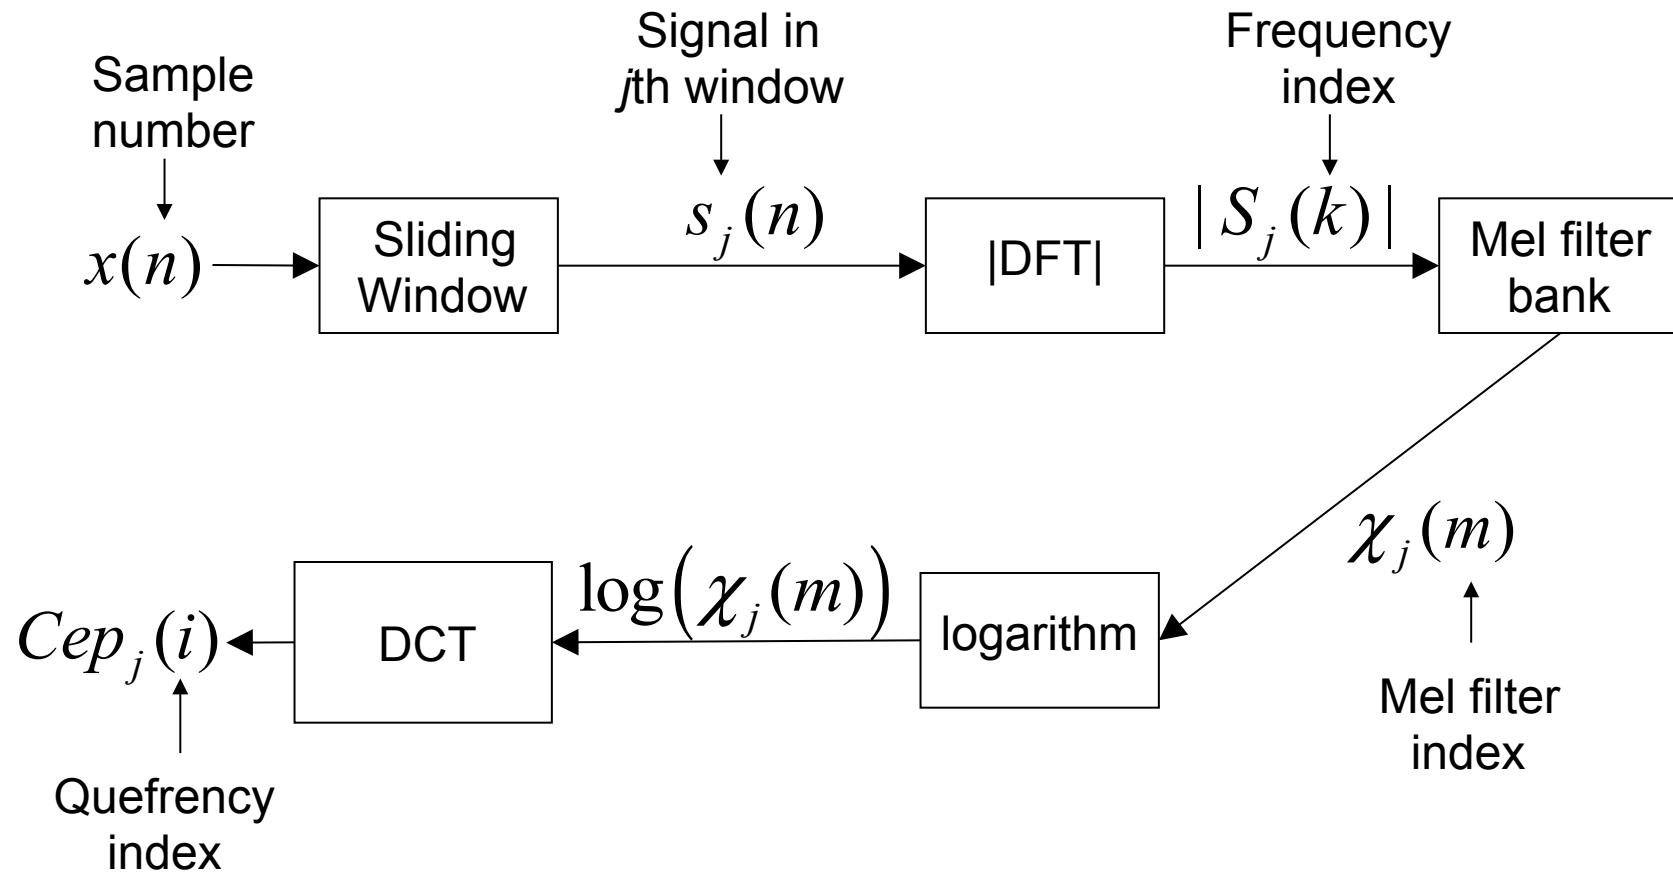 Sample
number
Signal in
jth window
Frequency
index
x(n)
Sliding
Window
s_j(n)
|DFT|
|S_j(k)|
Mel filter
bank
χ_j(m)
Mel filter
index
logarithm
log(χ_j(m))
DCT
Cep_j(i)
Quefrency
index